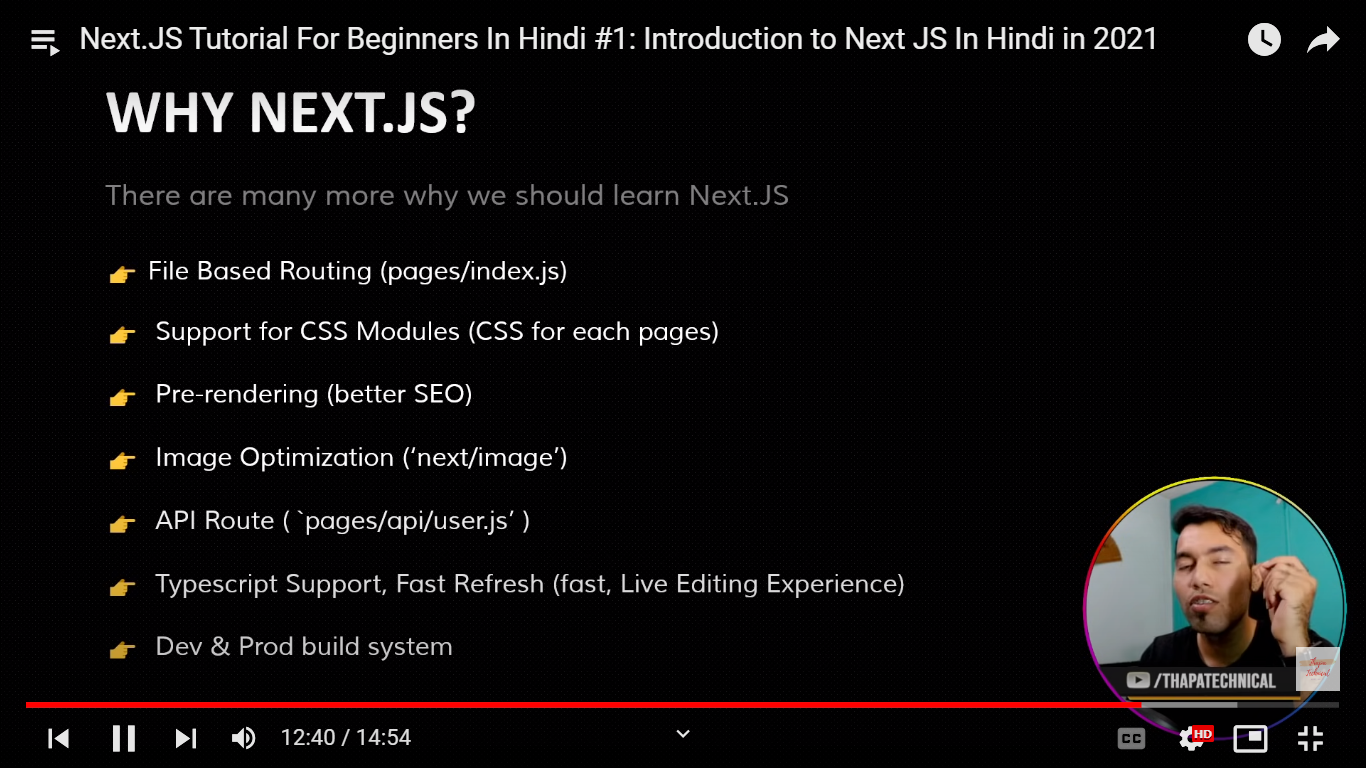 Next.JS Tutorial For Beginners In Hindi #1: Introduction to Next JS In Hindi in 2021
WHY NEXT.JS?
There are many more why we should learn Next.JS
File Based Routing (pages/index.js)
Support for CSS Modules (CSS for each pages)
Pre-rendering (better SEO)
Image Optimization (‘next/image’)
API Route ( `pages/api/user.js’ )
Typescript Support, Fast Refresh (fast, Live Editing Experience)
Dev & Prod build system
/THAPATECHNICAL
12:40 / 14:54
CC
HD